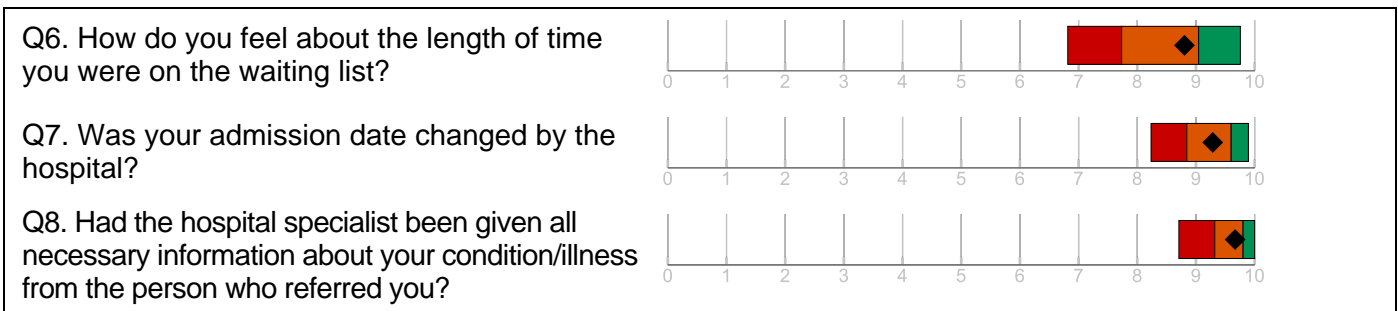 Q6. How do you feel about the length of time
you were on the waiting list?
0 1 2 3 4 5 6 7 8 9 10
Q7. Was your admission date changed by the
hospital?
0 1 2 3 4 5 6 7 8 9 10
Q8. Had the hospital specialist been given all
necessary information about your condition/illness
from the person who referred you?
0 1 2 3 4 5 6 7 8 9 10